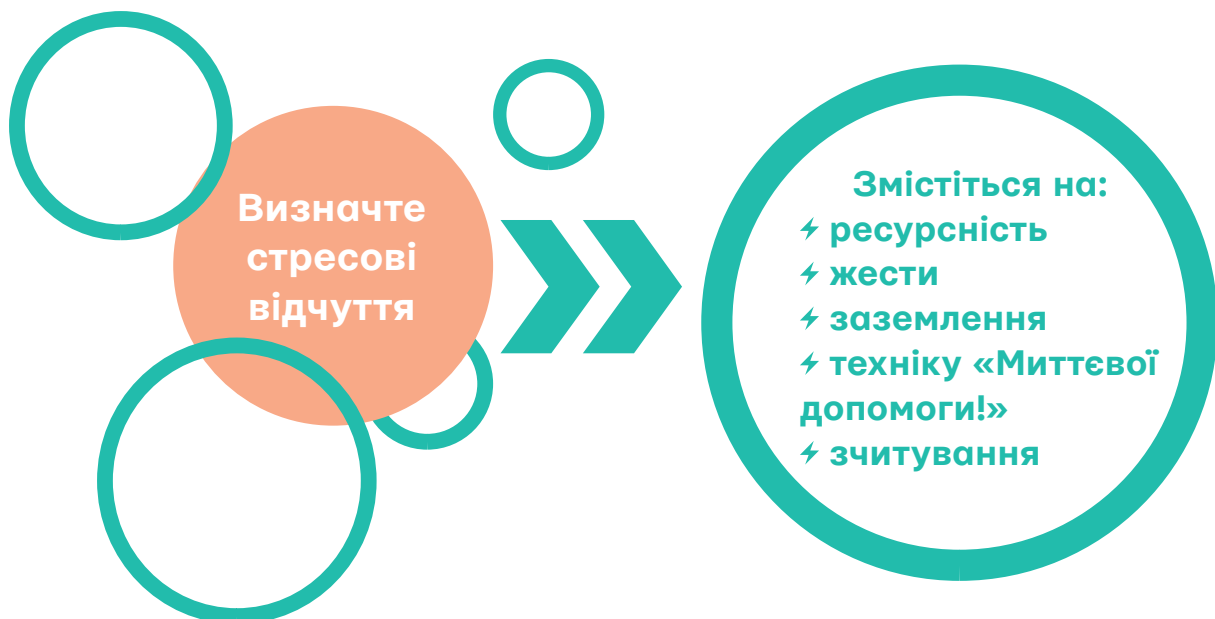 Визначте
стресові
відчуття
Змістіться на:
ресурсність
жести
заземлення
техніку «Миттєвої
допомоги!»
зчитування